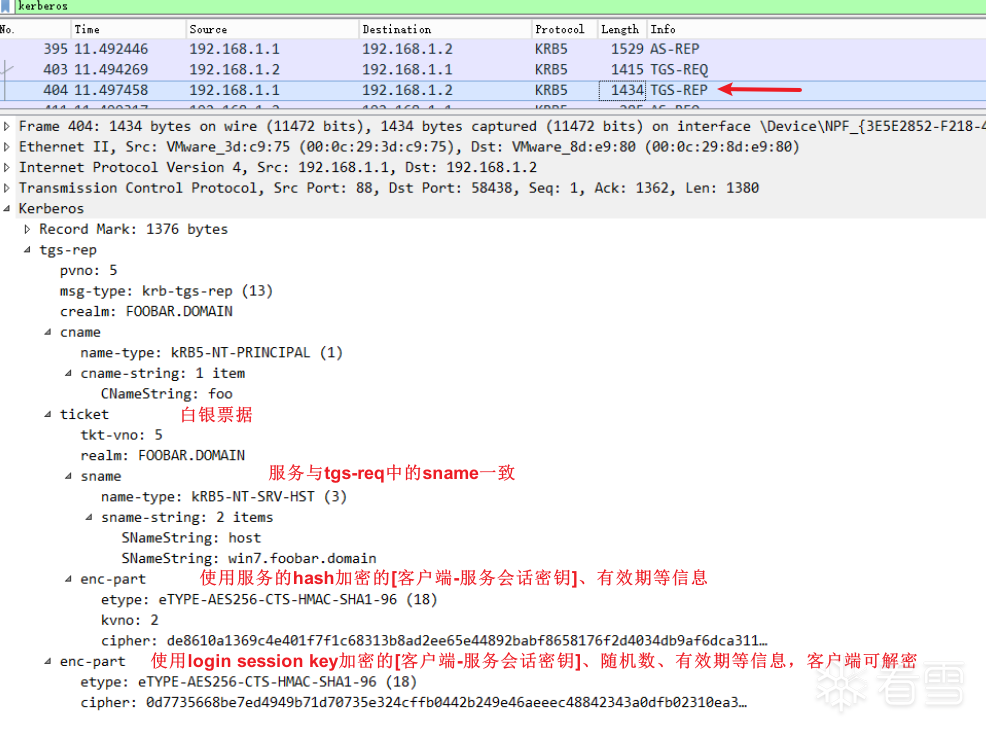 kerberos
No. Time Source Destination Protocol Length Info
395 11.492446 192.168.1.1 192.168.1.2 KRB5 1529 AS-REP
403 11.494269 192.168.1.2 192.168.1.1 KRB5 1415 TGS-REQ
404 11.497458 192.168.1.1 192.168.1.2 KRB5 1434 TGS-REP
Frame 404: 1434 bytes on wire (11472 bits), 1434 bytes captured (11472 bits) on interface \Device\NPF_{3E5E2852-F218-4
Ethernet II, Src: VMware_3d:c9:75 (00:0c:29:3d:c9:75), Dst: VMware_8d:e9:80 (00:0c:29:8d:e9:80)
Internet Protocol Version 4, Src: 192.168.1.1, Dst: 192.168.1.2
Transmission Control Protocol, Src Port: 88, Dst Port: 58438, Seq: 1, Ack: 1362, Len: 1380
Kerberos
Record Mark: 1376 bytes
tgs-rep
pvno: 5
msg-type: krb-tgs-rep (13)
crealm: FOOBAR.DOMAIN
cname
name-type: kRB5-NT-PRINCIPAL (1)
cname-string: 1 item
CNameString: foo
ticket 白银票据
tkt-vno: 5
realm: FOOBAR.DOMAIN
sname 服务与tgs-req中的sname一致
name-type: kRB5-NT-SRV-HST (3)
sname-string: 2 items
SNameString: host
SNameString: win7.foobar.domain
enc-part 使用服务的hash加密的[客户端-服务会话密钥]、有效期等信息
etype: eTYPE-AES256-CTS-HMAC-SHA1-96 (18)
kvno: 2
cipher: de8610a1369c4e401f7f1c68313b8ad2ee65e44892babf8658176f2d4034db9af6dca311…
enc-part 使用login session key加密的[客户端-服务会话密钥]、随机数、有效期等信息，客户端可解密
etype: eTYPE-AES256-CTS-HMAC-SHA1-96 (18)
cipher: 0d7735668be7ed4949b71d70735e324cffb0442b249e46aeeec48842343a0dfb02310ea3…
看雪